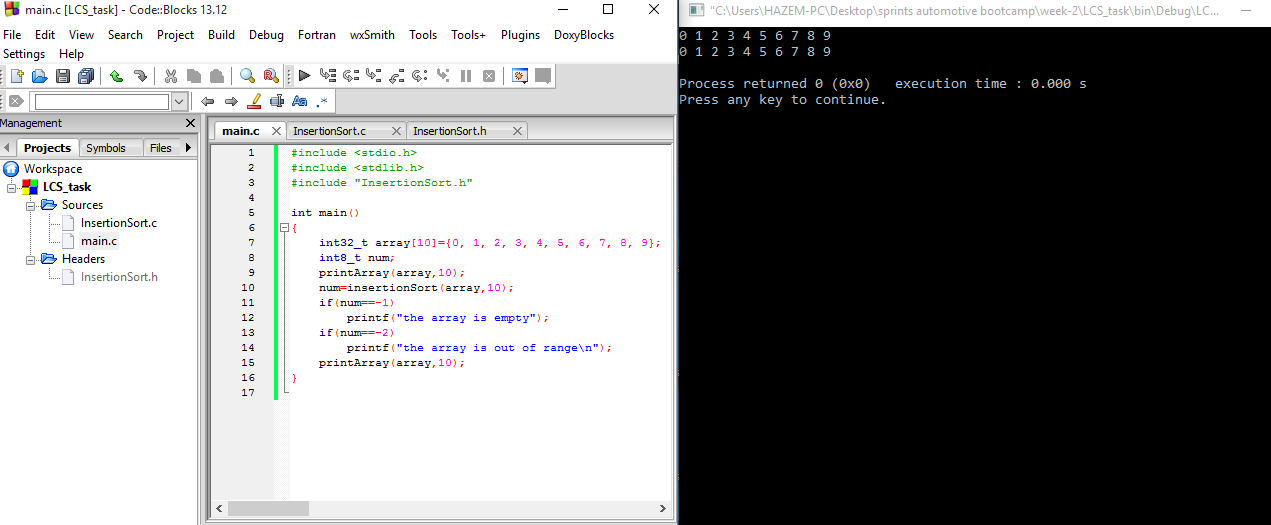 main.c [LCS_task] - Code::Blocks 13.12
File Edit View Search Project Build Debug Fortran wxSmith Tools Tools+ Plugins DoxyBlocks
Settings Help
Management
Projects Symbols Files
Workspace
LCS_task
Sources
InsertionSort.c
main.c
Headers
InsertionSort.h
main.c InsertionSort.c InsertionSort.h
1 #include <stdio.h>
2 #include <stdlib.h>
3 #include "InsertionSort.h"
4
5 int main()
6 {
7 int32_t array[10]={0, 1, 2, 3, 4, 5, 6, 7, 8, 9};
8 int8_t num;
9 printArray(array,10);
10 num=insertionSort(array,10);
11 if(num==-1)
12 printf("the array is empty");
13 if(num==-2)
14 printf("the array is out of range\n");
15 printArray(array,10);
16 }
17
"C:\Users\HAZEM-PC\Desktop\sprints automotive bootcamp\week-2\LCS_task\bin\Debug\LC...
0 1 2 3 4 5 6 7 8 9
0 1 2 3 4 5 6 7 8 9
Process returned 0 (0x0) execution time : 0.000 s
Press any key to continue.